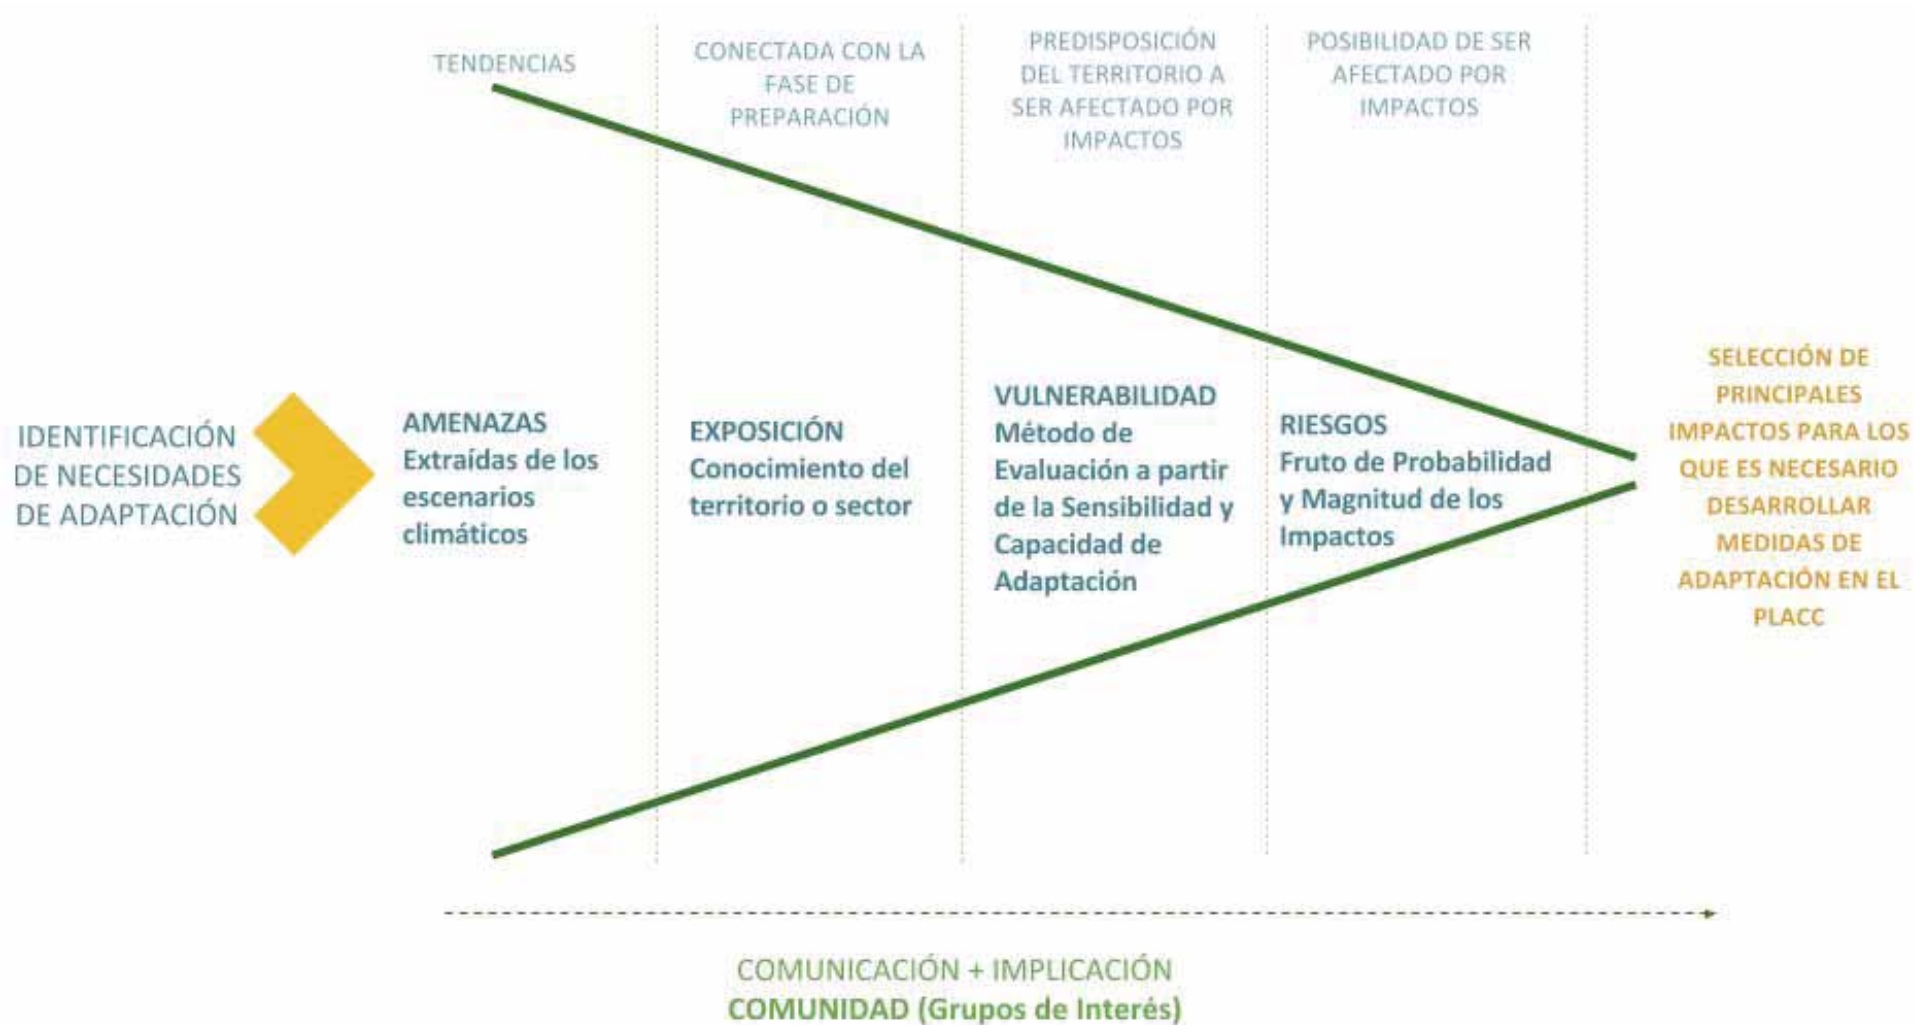 TENDENCIAS
CONECTADA CON LA
FASE DE
PREPARACIÓN
PREDISPOSICIÓN
DEL TERRITORIO A
SER AFECTADO POR
IMPACTOS
POSIBILIDAD DE SER
AFECTADO POR
IMPACTOS
IDENTIFICACIÓN
DE NECESIDADES
DE ADAPTACIÓN
AMENAZAS
Extraídas de los
escenarios
climáticos
EXPOSICIÓN
Conocimiento del
territorio o sector
VULNERABILIDAD
Método de
Evaluación a partir
de la Sensibilidad y
Capacidad de
Adaptación
RIESGOS
Fruto de Probabilidad
y Magnitud de los
Impactos
SELECCIÓN DE
PRINCIPALES
IMPACTOS PARA LOS
QUE ES NECESARIO
DESARROLLAR
MEDIDAS DE
ADAPTACIÓN EN EL
PLACC
COMUNICACIÓN + IMPLICACIÓN
COMUNIDAD (Grupos de Interés)